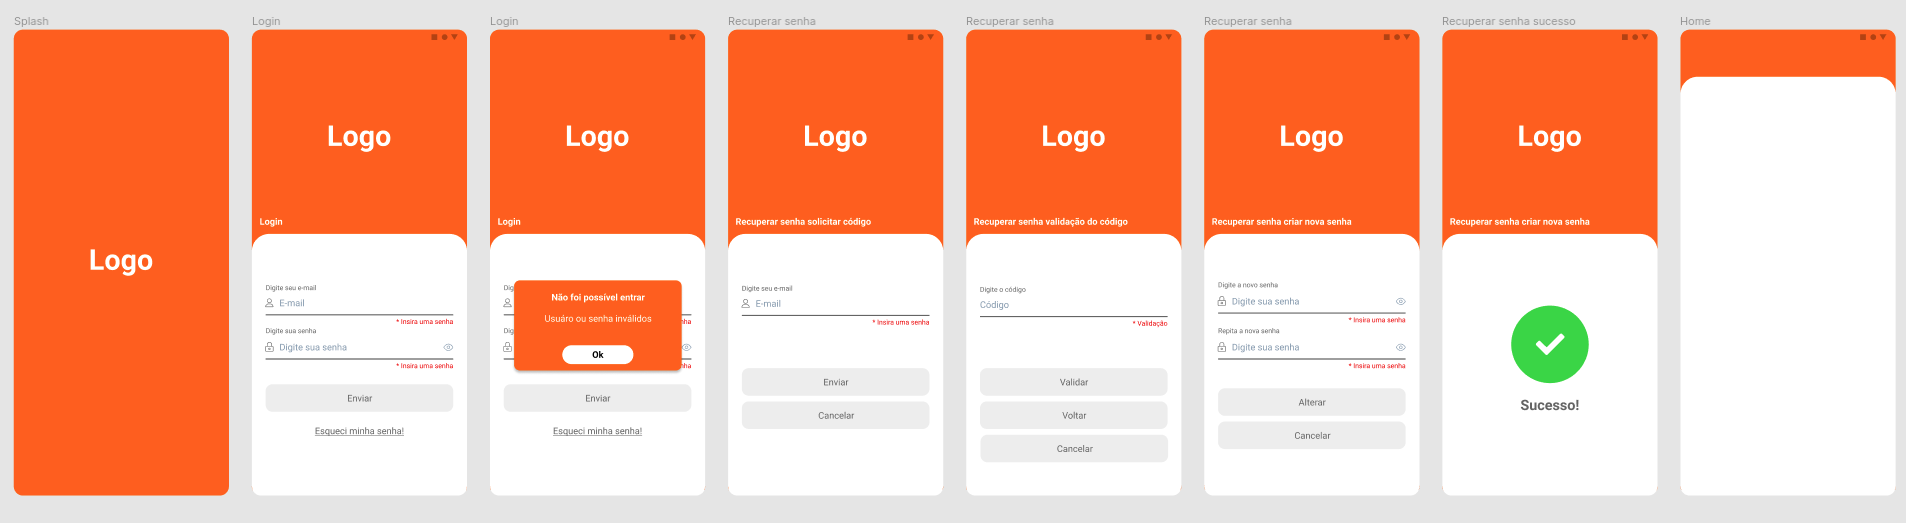 Splash
Logo
Login
Logo
Login
Digite seu e-mail
E-mail
* Insira uma senha
Digite sua senha
Digite sua senha
* Insira uma senha
Enviar
Esqueci minha senha!
Login
Logo
Login
Dig
Não foi possível entrar
Usuáro ou senha inválidos
nha
Dig
Ok
nha
Enviar
Esqueci minha senha!
Recuperar senha
Logo
Recuperar senha solicitar código
Digite seu e-mail
E-mail
* Insira uma senha
Enviar
Cancelar
Recuperar senha
Logo
Recuperar senha validação do código
Digite o código
Código
* Validação
Validar
Voltar
Cancelar
Recuperar senha
Logo
Recuperar senha criar nova senha
Digite a novo senha
Digite sua senha
* Insira uma senha
Repita a nova senha
Digite sua senha
* Insira uma senha
Alterar
Cancelar
Recuperar senha sucesso
Logo
Recuperar senha criar nova senha
Sucesso!
Home